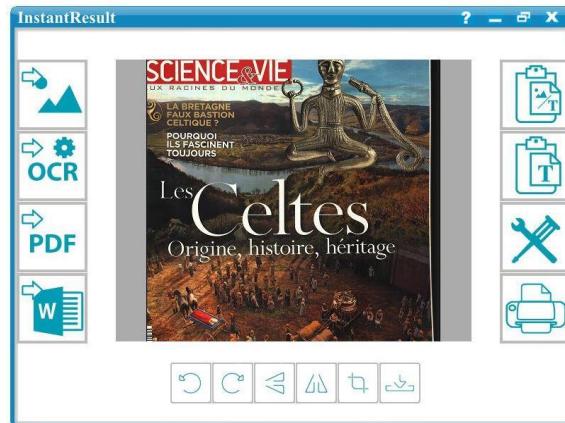 InstantResult
?
SCIENCE&VIE
UX RACINES DU MONDE
LA BRETAGNE
FAUX BASTION
CELTIQUE ?
POURQUOI
ILS FASCINENT
TOUJOURS
Les Celtes
Origine, histoire, héritage
OCR
PDF
W
T
T